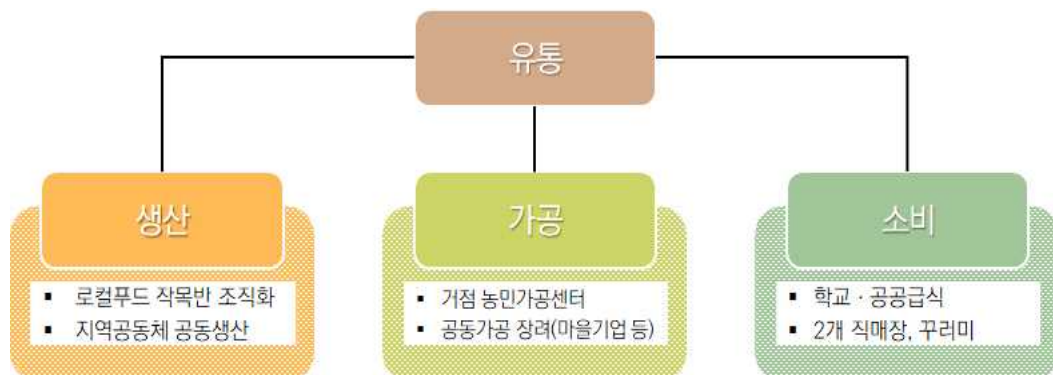 유통
생산
▪ 로컬푸드 작목반 조직화
▪ 지역공동체 공동생산
가공
▪ 거점 농민가공센터
▪ 공동가공 장려(마을기업 등)
소비
▪ 학교 · 공공급식
▪ 2개 직매장, 꾸러미